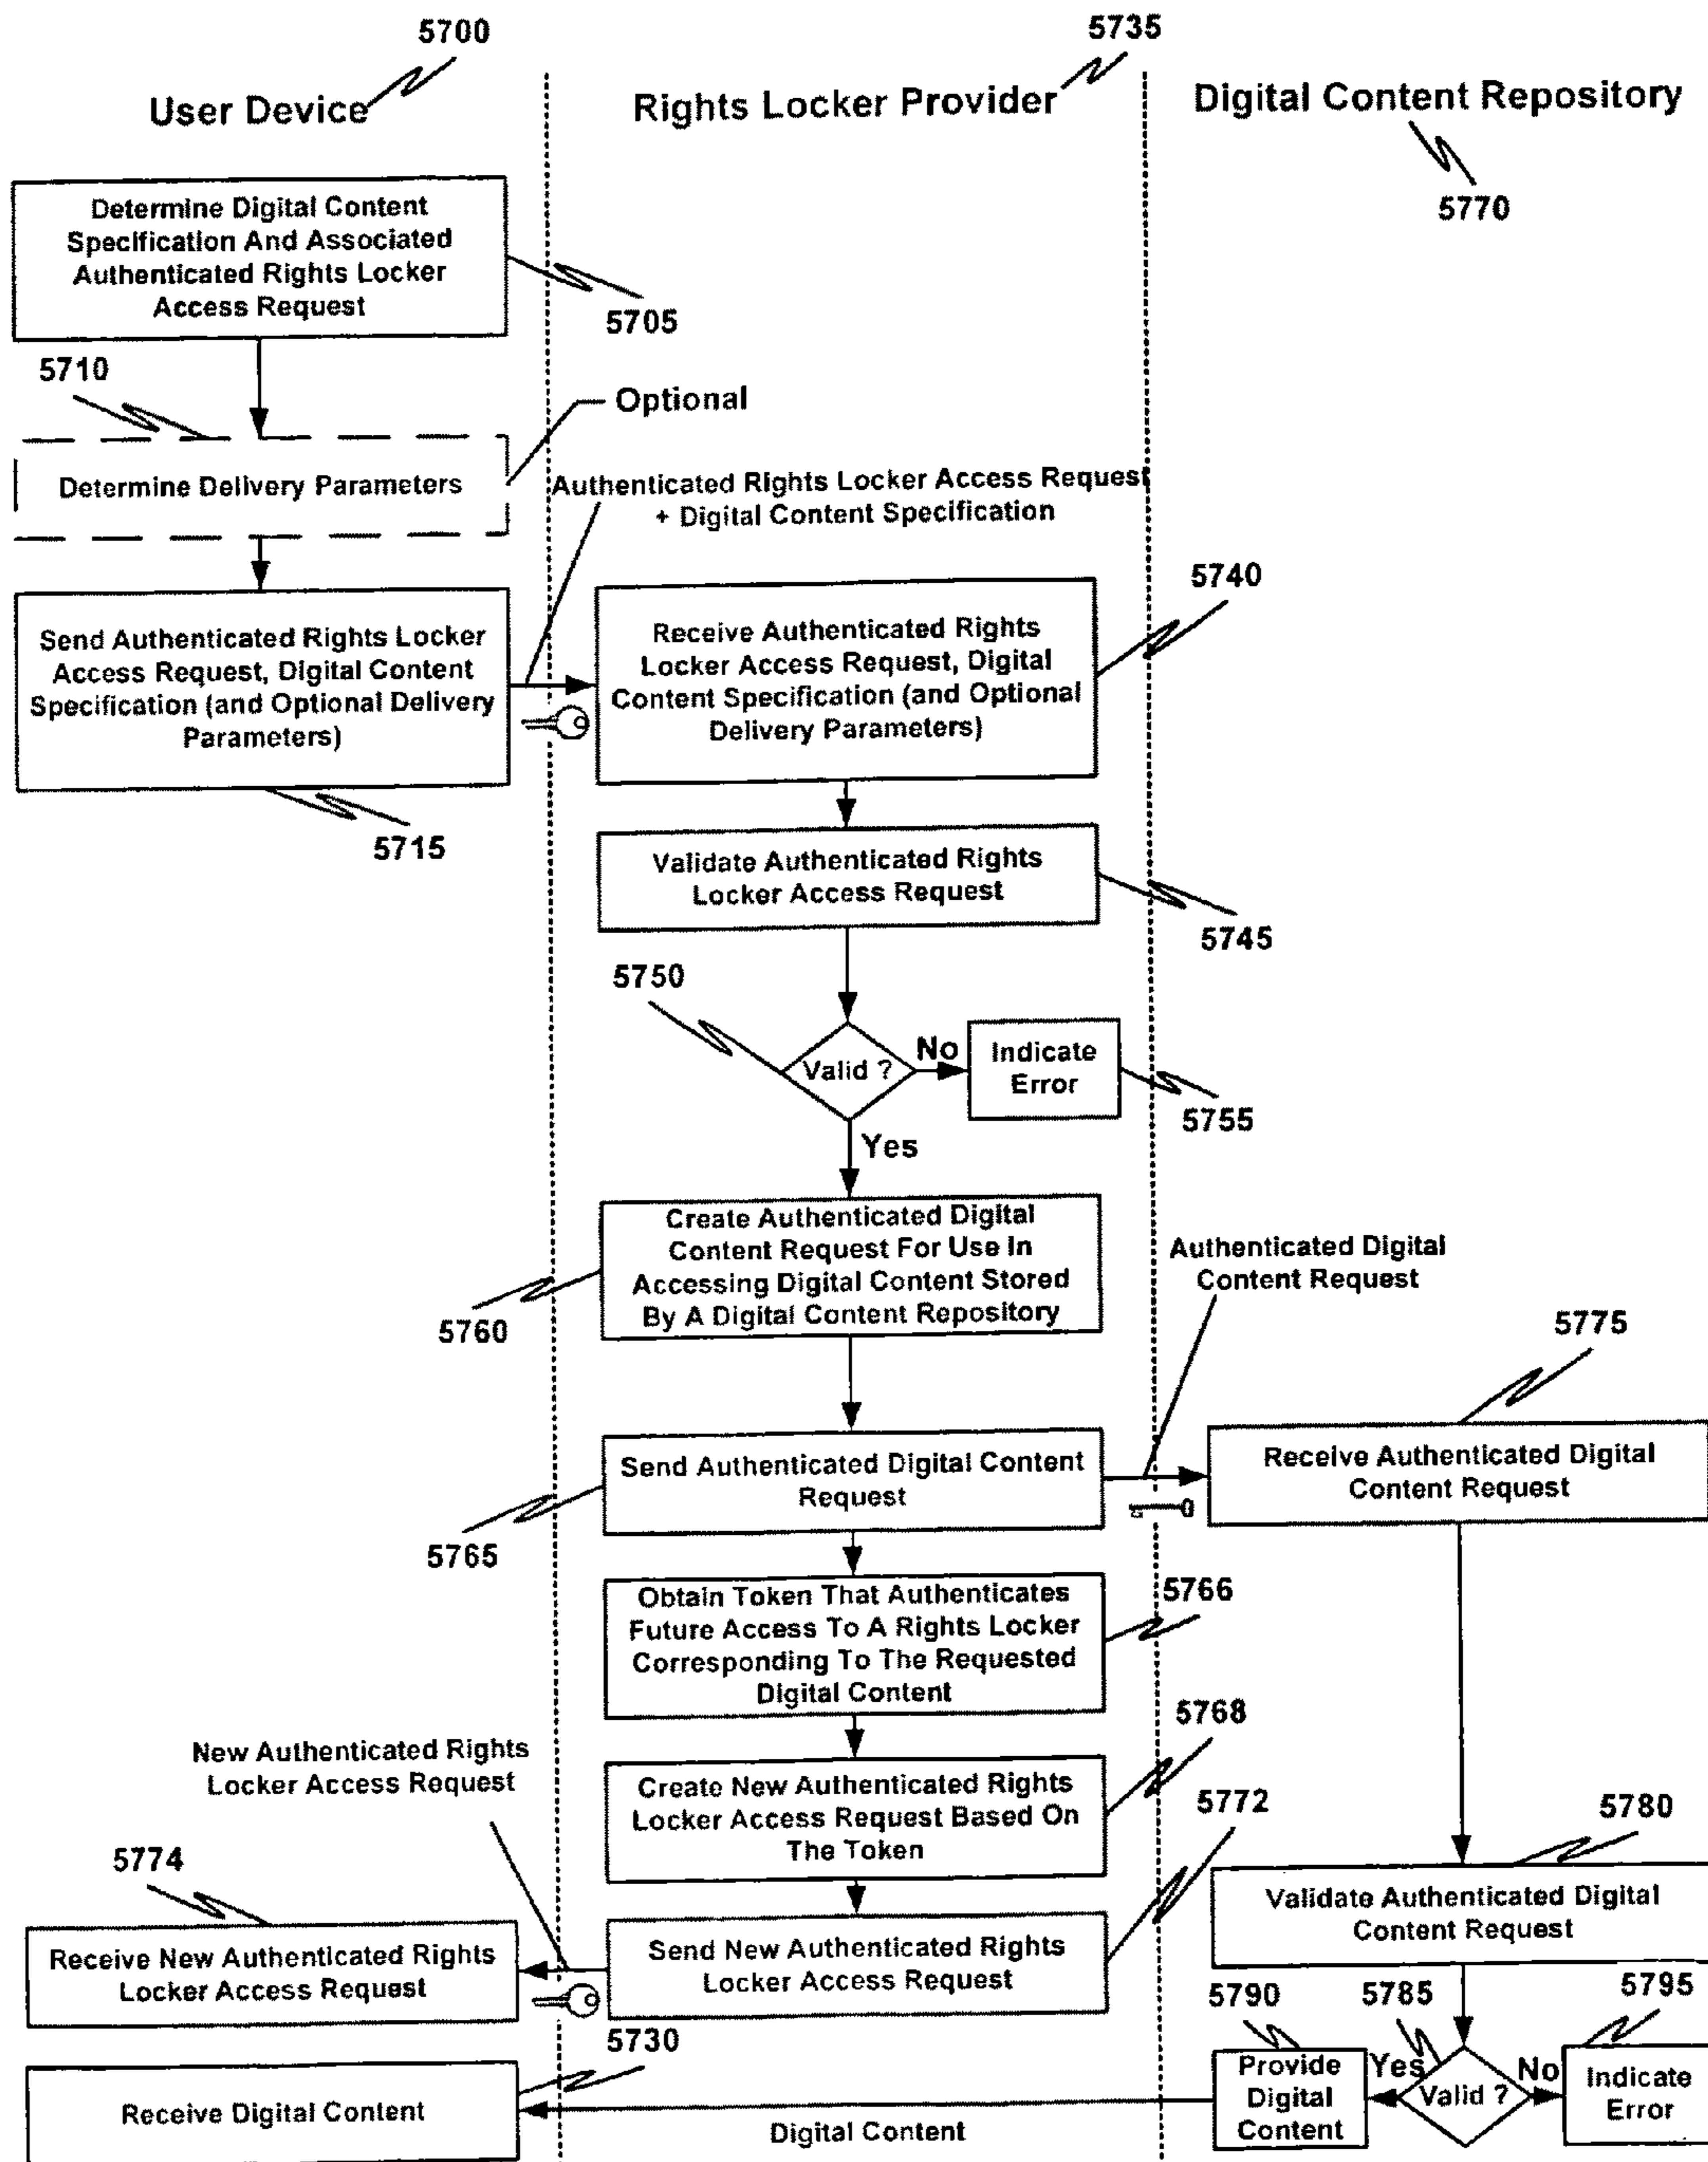 5700
5735
User Device
Rights Locker Provider
Digital Content Repository
5770
Determine Digital Content
Specification And Associated
Authenticated Rights Locker
Access Request
5705
5710
Optional
Determine Delivery Parameters
Authenticated Rights Locker Access Request
+ Digital Content Specification
5740
Send Authenticated Rights Locker
Access Request, Digital Content
Specification (and Optional Delivery
Parameters)
Receive Authenticated Rights
Locker Access Request, Digital
Content Specification (and Optional
Delivery Parameters)
5715
Validate Authenticated Rights
Locker Access Request
5745
5750
Valid ?
No
Indicate
Error
5755
Yes
Create Authenticated Digital
Content Request For Use In
Accessing Digital Content Stored
By A Digital Content Repository
5760
Authenticated Digital
Content Request
5775
Send Authenticated Digital Content
Request
Receive Authenticated Digital
Content Request
5765
Obtain Token That Authenticates
Future Access To A Rights Locker
Corresponding To The Requested
Digital Content
5766
5768
New Authenticated Rights
Locker Access Request
Create New Authenticated Rights
Locker Access Request Based On
The Token
5772
5780
5774
Validate Authenticated Digital
Content Request
Receive New Authenticated Rights
Locker Access Request
Send New Authenticated Rights
Locker Access Request
5790
5785
5795
5730
Receive Digital Content
Digital Content
Provide
Digital
Content
Yes
Valid ?
No
Indicate
Error